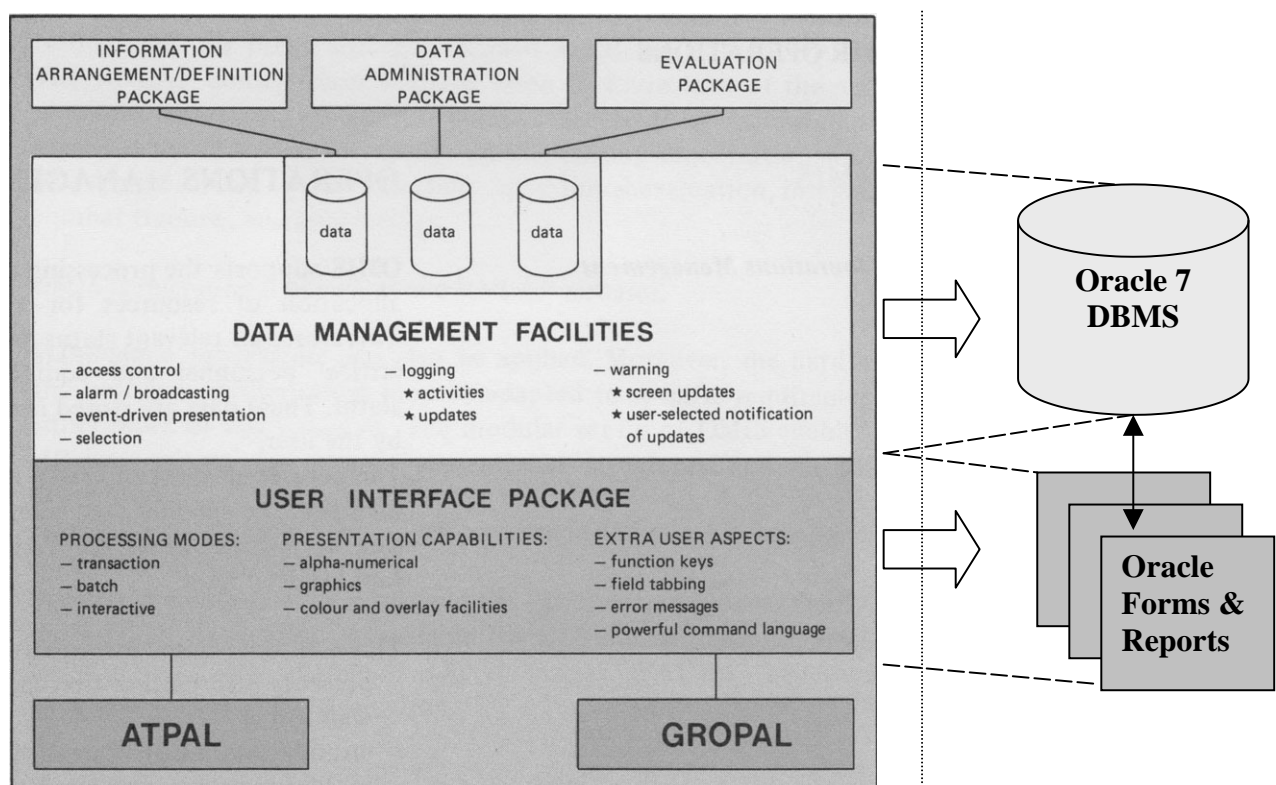 INFORMATION
ARRANGEMENT/DEFINITION
PACKAGE
DATA
ADMINISTRATION
PACKAGE
EVALUATION
PACKAGE
data
data
data
DATA MANAGEMENT FACILITIES
– access control
– alarm / broadcasting
– event-driven presentation
– selection
– logging
★ activities
★ updates
– warning
★ screen updates
★ user-selected notification
of updates
USER INTERFACE PACKAGE
PROCESSING MODES:
– transaction
– batch
– interactive
PRESENTATION CAPABILITIES:
– alpha-numerical
– graphics
– colour and overlay facilities
EXTRA USER ASPECTS:
– function keys
– field tabbing
– error messages
– powerful command language
ATPAL
GROPAL
Oracle 7
DBMS
Oracle
Forms &
Reports